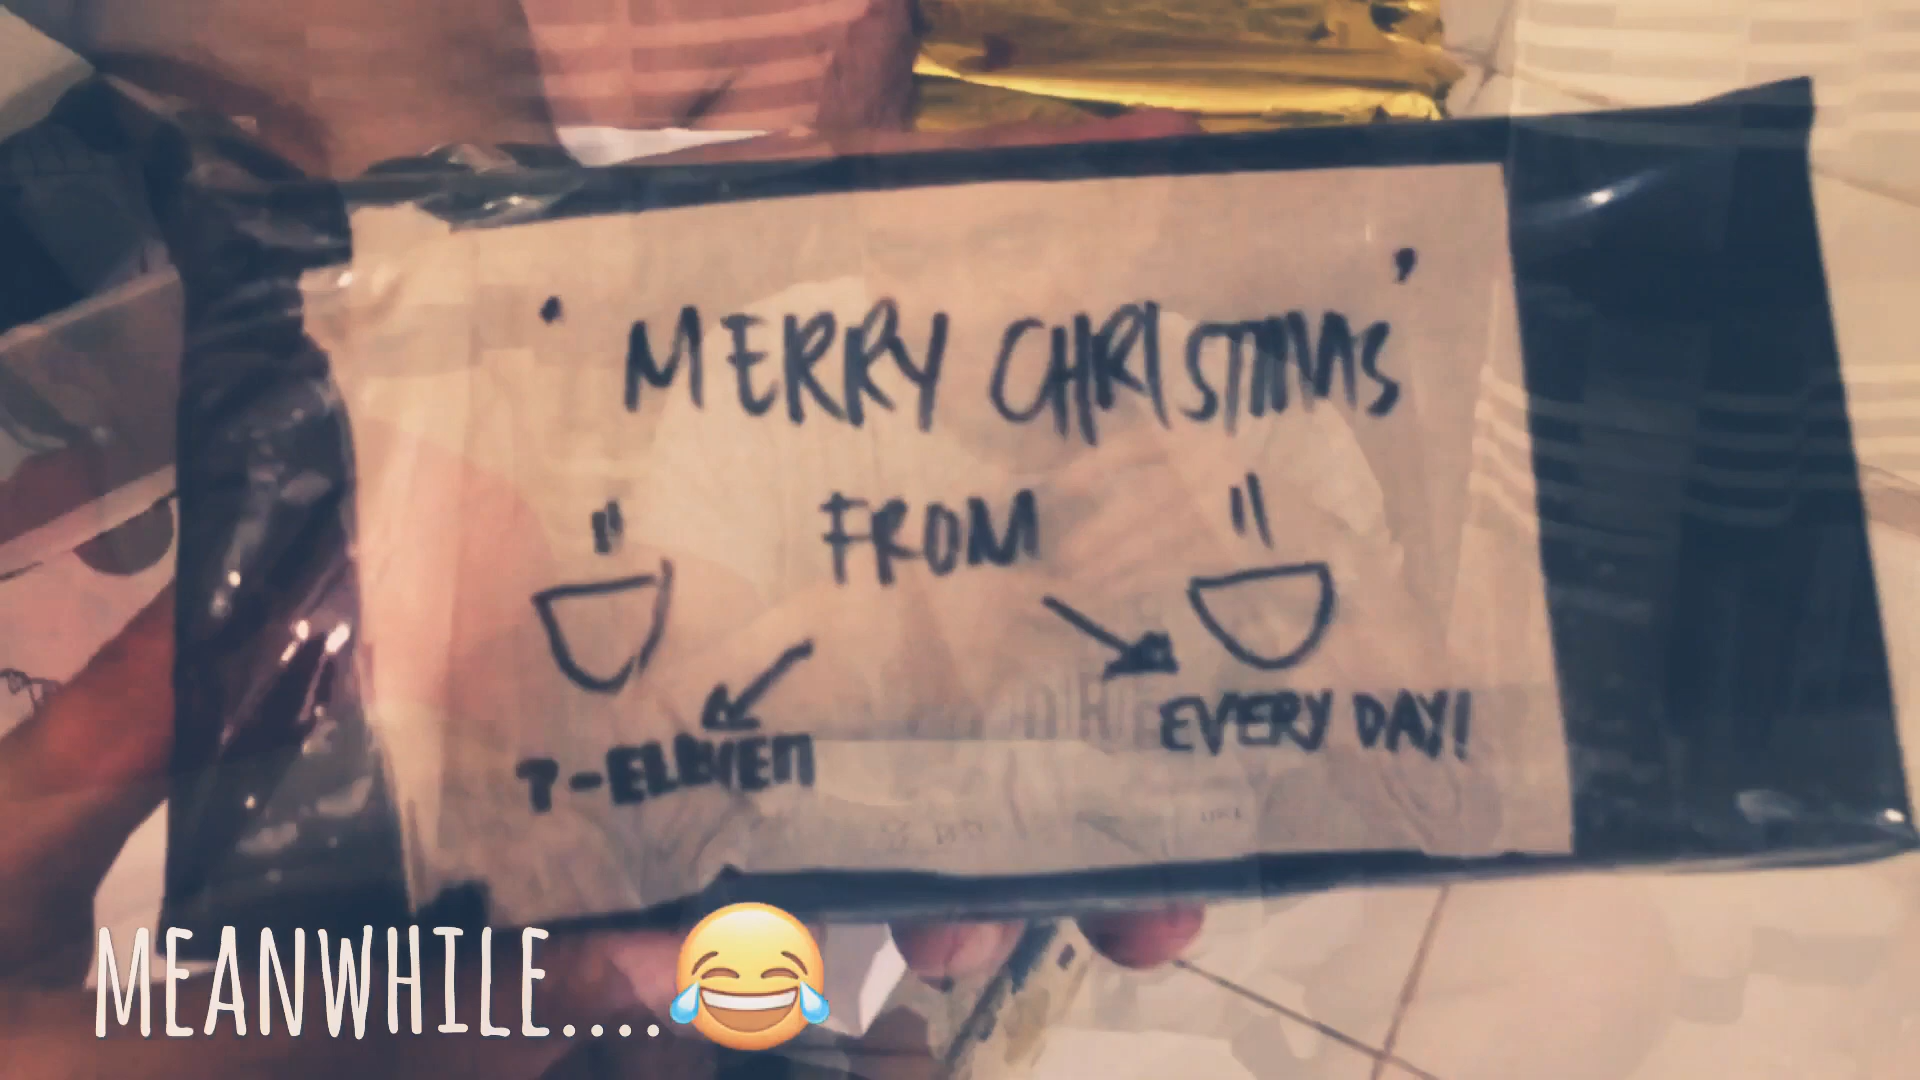 ' MERRY CHRISTMAS '
FROM
7-ELEVEN
EVERY DAY!
MEANWHILE....😂